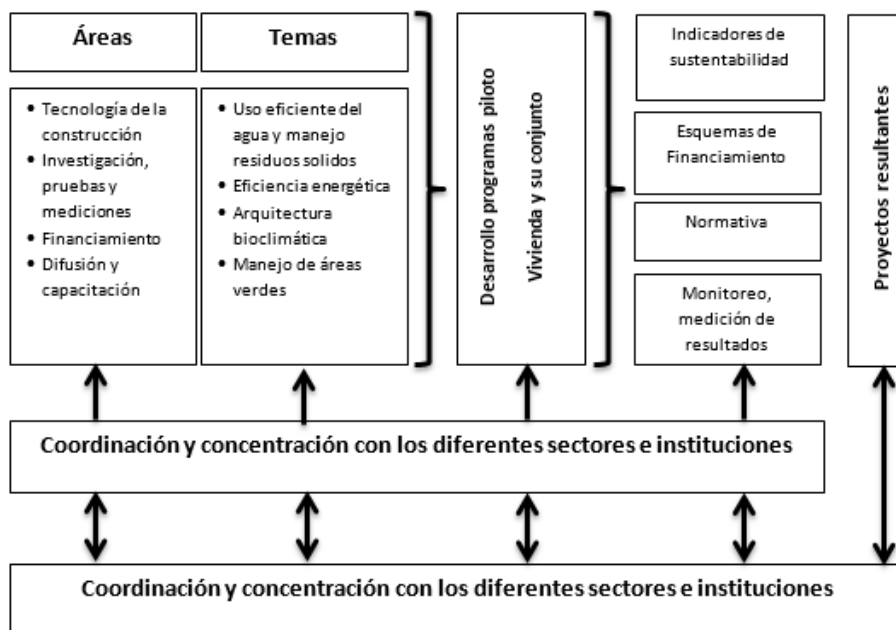 Áreas
• Tecnología de la
construcción
• Investigación,
pruebas y
mediciones
• Financiamiento
• Difusión y
capacitación
Temas
• Uso eficiente del
agua y manejo
residuos solidos
• Eficiencia energética
• Arquitectura
bioclimática
• Manejo de áreas
verdes
Desarrollo programas piloto
Vivienda y su conjunto
Indicadores de
sustentabilidad
Esquemas de
Financiamiento
Normativa
Monitoreo,
medición de
resultados
Proyectos resultantes
Coordinación y concentración con los diferentes sectores e instituciones
Coordinación y concentración con los diferentes sectores e instituciones